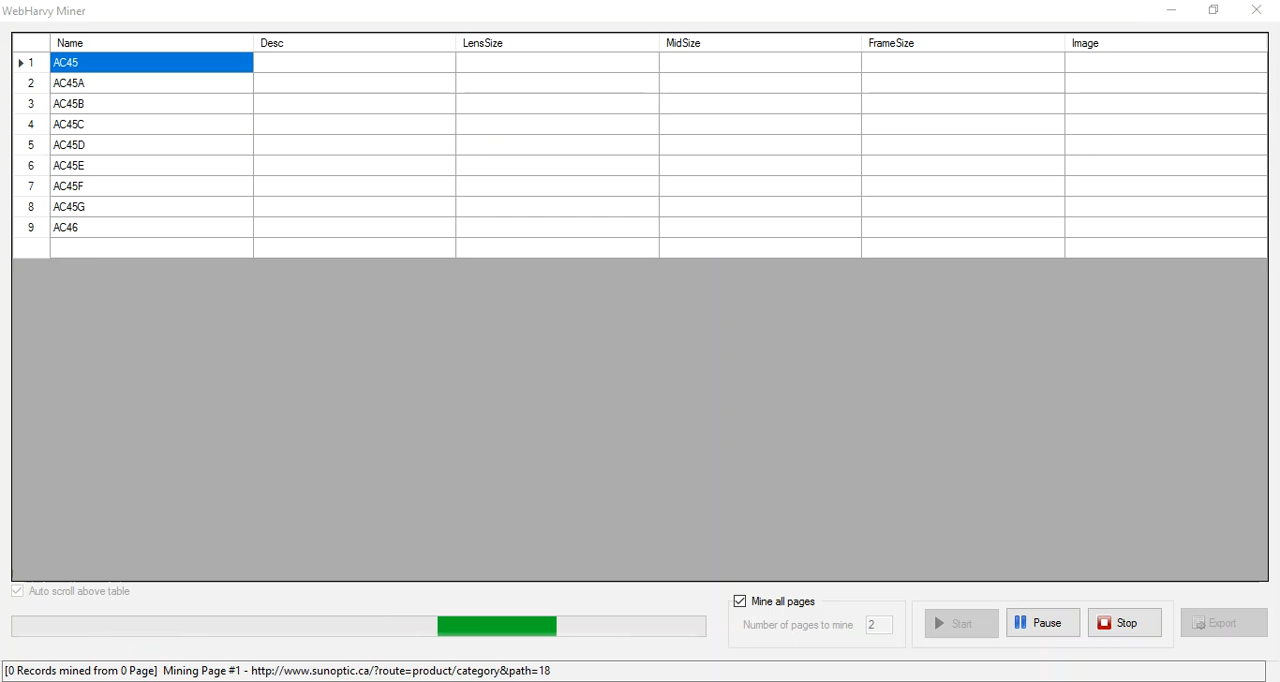 WebHarvy Miner
Name Desc LensSize MidSize FrameSize Image
1 AC45
2 AC45A
3 AC45B
4 AC45C
5 AC45D
6 AC45E
7 AC45F
8 AC45G
9 AC46
Auto scroll above table
Mine all pages
Number of pages to mine 2
Start Pause Stop Export
[0 Records mined from 0 Page] Mining Page #1 - http://www.sunoptic.ca/?route=product/category&path=18